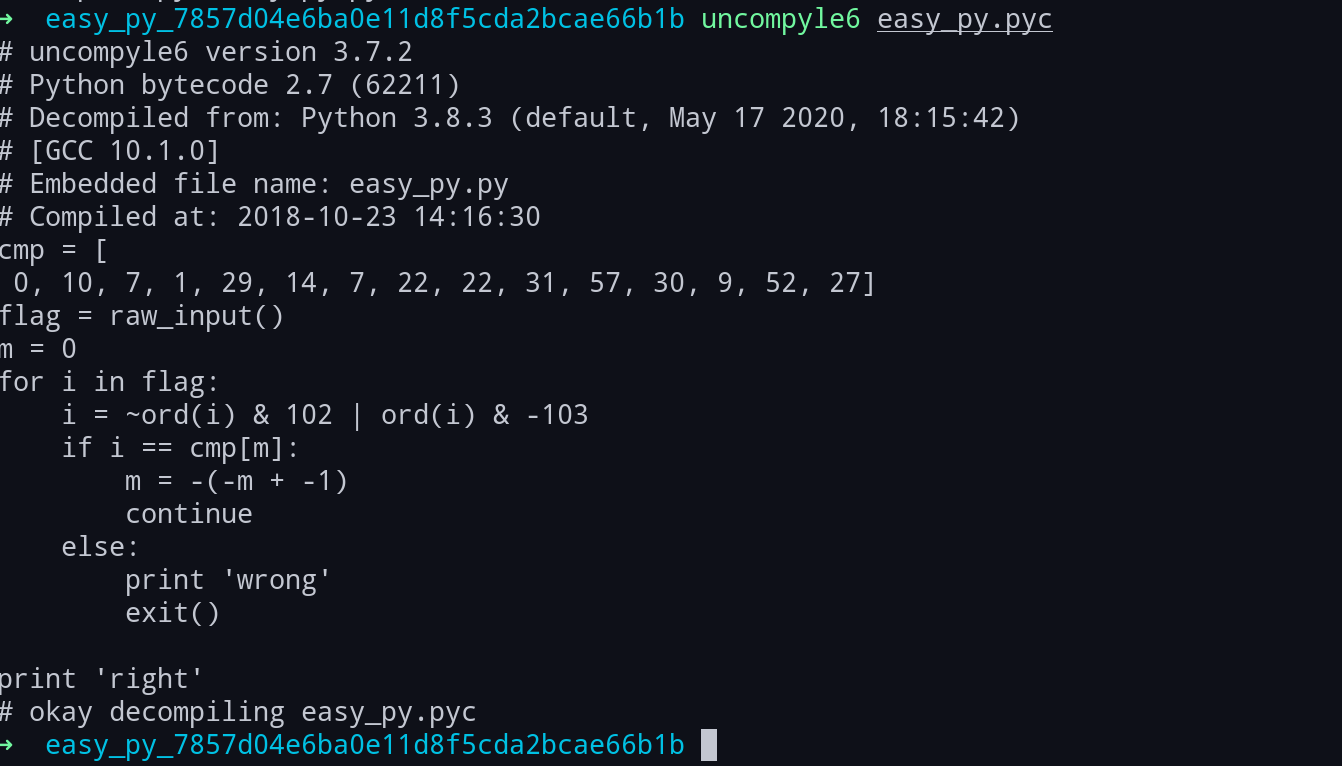 ➜  easy_py_7857d04e6ba0e11d8f5cda2bcae66b1b uncompyle6 easy_py.pyc
# uncompyle6 version 3.7.2
# Python bytecode 2.7 (62211)
# Decompiled from: Python 3.8.3 (default, May 17 2020, 18:15:42)
# [GCC 10.1.0]
# Embedded file name: easy_py.py
# Compiled at: 2018-10-23 14:16:30
cmp = [
 0, 10, 7, 1, 29, 14, 7, 22, 22, 31, 57, 30, 9, 52, 27]
flag = raw_input()
m = 0
for i in flag:
    i = ~ord(i) & 102 | ord(i) & -103
    if i == cmp[m]:
        m = -(-m + -1)
        continue
    else:
        print 'wrong'
        exit()

print 'right'
# okay decompiling easy_py.pyc
➜  easy_py_7857d04e6ba0e11d8f5cda2bcae66b1b